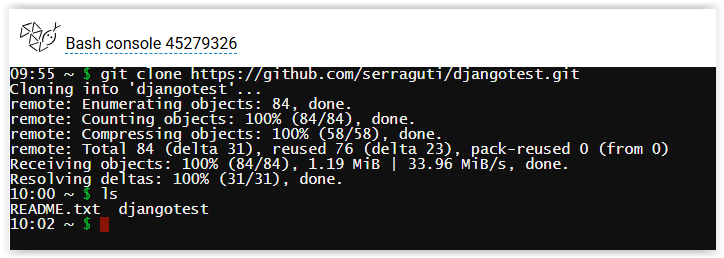 Bash console 45279326
09:55 ~ $ git clone https://github.com/serraguti/djangotest.git
Cloning into 'djangotest'...
remote: Enumerating objects: 84, done.
remote: Counting objects: 100% (84/84), done.
remote: Compressing objects: 100% (58/58), done.
remote: Total 84 (delta 31), reused 76 (delta 23), pack-reused 0 (from 0)
Receiving objects: 100% (84/84), 1.19 MiB | 33.96 MiB/s, done.
Resolving deltas: 100% (31/31), done.
10:00 ~ $ ls
README.txt  djangotest
10:02 ~ $